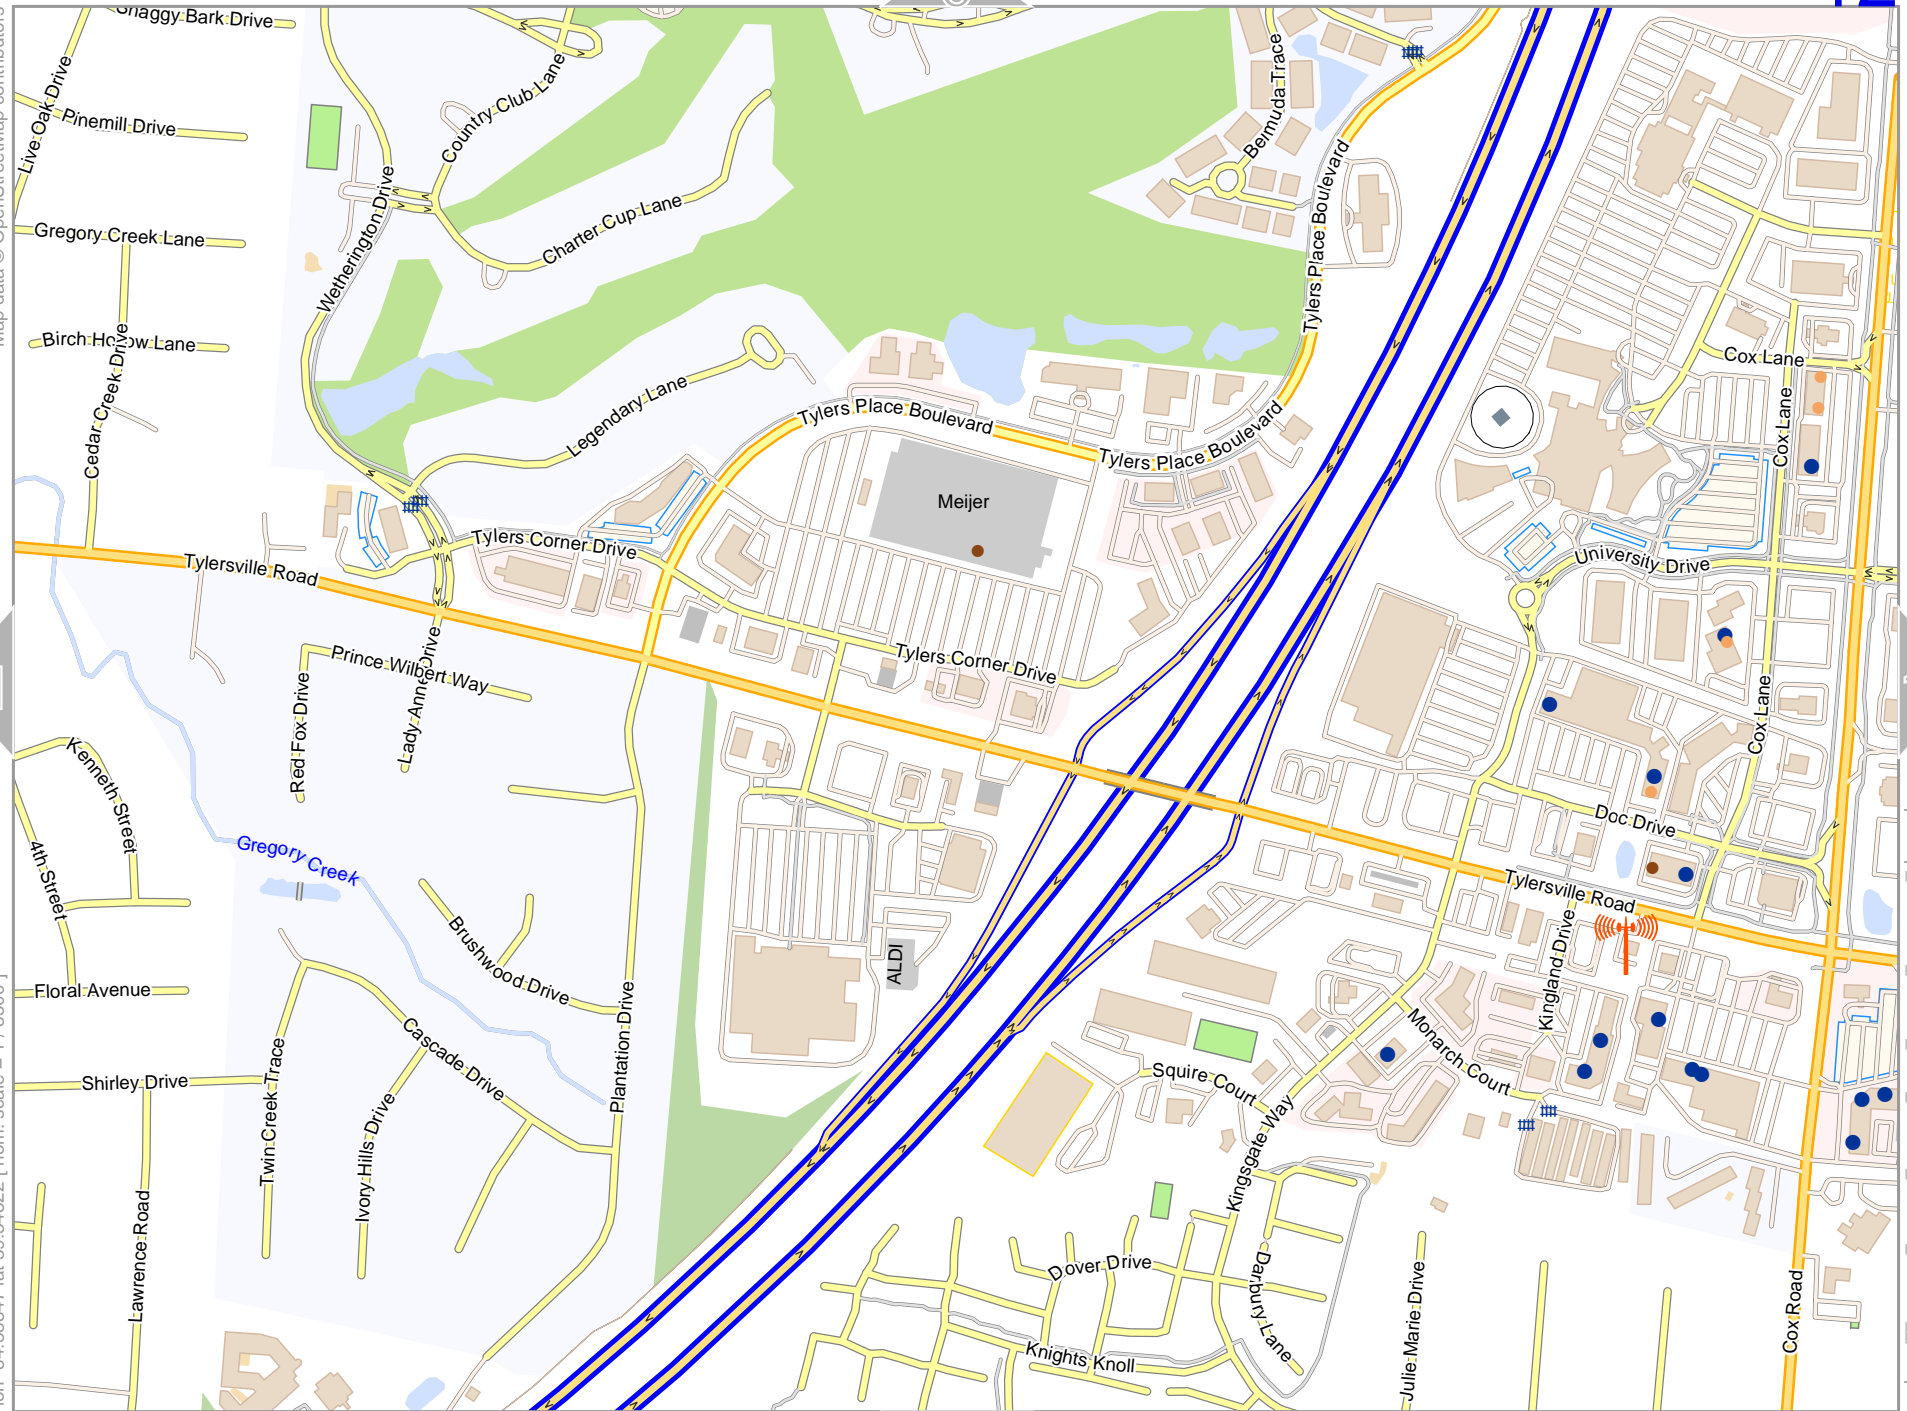 Shaggy Bark Drive
Live Oak Drive
Pinemill Drive
Country Club Lane
Bermuda Trace
Wetherington Drive
Charter Cup Lane
Tylers Place Boulevard
Gregory Creek Lane
Tylers Place Boulevard
Birch Hollow Lane
Cedar Creek Drive
Legendary Lane
Tylers Place Boulevard
Tylers Place Boulevard
Cox Lane
Cox Lane
Meijer
Tylers Corner Drive
Tylersville Road
University Drive
Prince Wilbert Way
Lady Anne Drive
Red Fox Drive
Tylers Corner Drive
Cox Lane
Kenneth Street
4th Street
Gregory Creek
Doc Drive
Tylersville Road
Brushwood Drive
ALDI
Kingland Drive
Floral Avenue
Plantation Drive
Cascade Drive
Monarch Court
Shirley Drive
Twin Creek Trace
Ivory Hills Drive
Squire Court
Kingsgate Way
Lawrence Road
Dover Drive
Danbury Lane
Knights Knoll
Julie Marie Drive
Cox Road